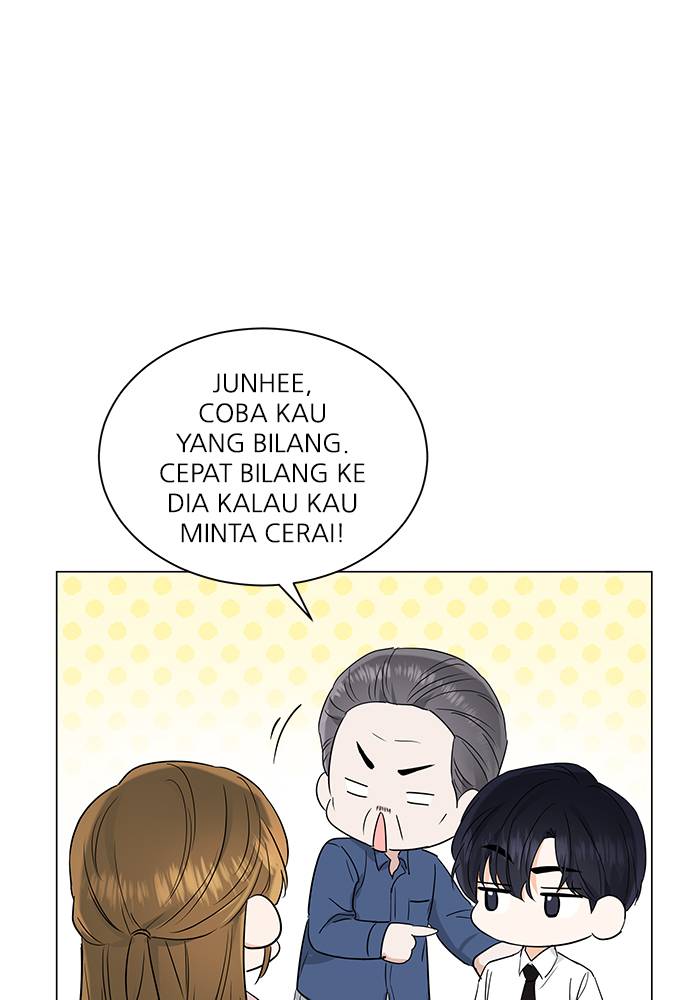 JUNHEE,
COBA KAU
YANG BILANG.
CEPAT BILANG KE
DIA KALAU KAU
MINTA CERAI!